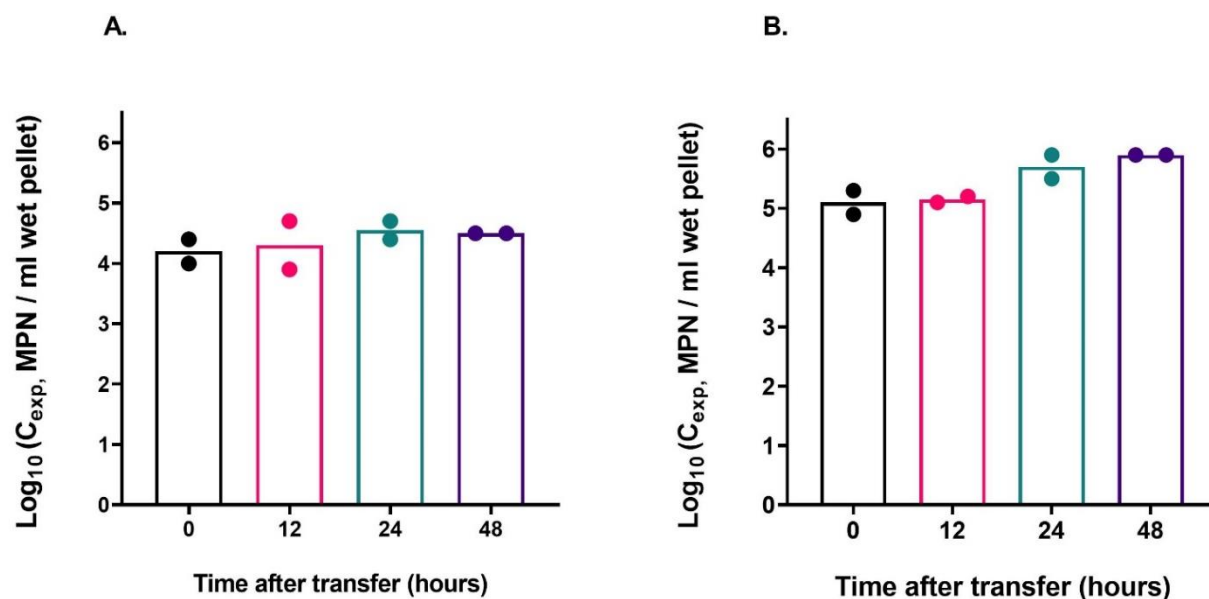 A.
Log10 (Cexp, MPN / ml wet pellet)
6
5
4
3
2
1
0
0 12 24 48
Time after transfer (hours)
B.
Log10 (Cexp, MPN / ml wet pellet)
6
5
4
3
2
1
0
0 12 24 48
Time after transfer (hours)